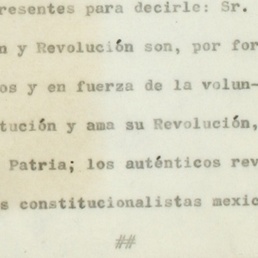 resentes para decirle: Sr.
n y Revolución son, por for
os y en fuerza de la volun-
tución y ama su Revolución,
Patria; los auténticos rev
s constitucionalistas mexic
##